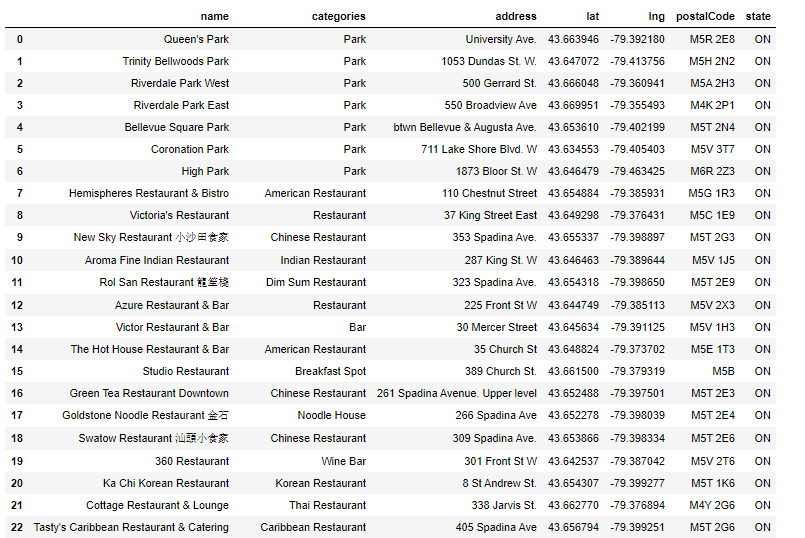 name categories address lat lng postalCode state
0 Queen's Park Park University Ave. 43.663946 -79.392180 M5R 2E8 ON
1 Trinity Bellwoods Park Park 1053 Dundas St. W. 43.647072 -79.413756 M5H 2N2 ON
2 Riverdale Park West Park 500 Gerrard St. 43.666048 -79.360941 M5A 2H3 ON
3 Riverdale Park East Park 550 Broadview Ave 43.669951 -79.355493 M4K 2P1 ON
4 Bellevue Square Park Park btwn Bellevue & Augusta Ave. 43.653610 -79.402199 M5T 2N4 ON
5 Coronation Park Park 711 Lake Shore Blvd. W 43.634553 -79.405403 M5V 3T7 ON
6 High Park Park 1873 Bloor St. W 43.646479 -79.463425 M6R 2Z3 ON
7 Hemispheres Restaurant & Bistro American Restaurant 110 Chestnut Street 43.654884 -79.385931 M5G 1R3 ON
8 Victoria's Restaurant Restaurant 37 King Street East 43.649298 -79.376431 M5C 1E9 ON
9 New Sky Restaurant 小沙田食家 Chinese Restaurant 353 Spadina Ave. 43.655337 -79.398897 M5T 2G3 ON
10 Aroma Fine Indian Restaurant Indian Restaurant 287 King St. W 43.646463 -79.389644 M5V 1J5 ON
11 Rol San Restaurant 龍笙棧 Dim Sum Restaurant 323 Spadina Ave. 43.654318 -79.398650 M5T 2E9 ON
12 Azure Restaurant & Bar Restaurant 225 Front St W 43.644749 -79.385113 M5V 2X3 ON
13 Victor Restaurant & Bar Bar 30 Mercer Street 43.645634 -79.391125 M5V 1H3 ON
14 The Hot House Restaurant & Bar American Restaurant 35 Church St 43.648824 -79.373702 M5E 1T3 ON
15 Studio Restaurant Breakfast Spot 389 Church St. 43.661500 -79.379319 M5B ON
16 Green Tea Restaurant Downtown Chinese Restaurant 261 Spadina Avenue. Upper level 43.652488 -79.397501 M5T 2E3 ON
17 Goldstone Noodle Restaurant 金石 Noodle House 266 Spadina Ave 43.652278 -79.398039 M5T 2E4 ON
18 Swatow Restaurant 汕頭小食家 Chinese Restaurant 309 Spadina Ave. 43.653866 -79.398334 M5T 2E6 ON
19 360 Restaurant Wine Bar 301 Front St W 43.642537 -79.387042 M5V 2T6 ON
20 Ka Chi Korean Restaurant Korean Restaurant 8 St Andrew St. 43.654307 -79.399277 M5T 1K6 ON
21 Cottage Restaurant & Lounge Thai Restaurant 338 Jarvis St. 43.662770 -79.376894 M4Y 2G6 ON
22 Tasty's Caribbean Restaurant & Catering Caribbean Restaurant 405 Spadina Ave 43.656794 -79.399251 M5T 2G6 ON